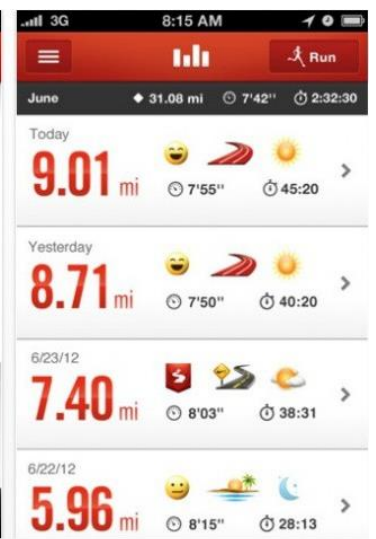 3G 8:15 AM
Run
June 31.08 mi 7'42" 2:32:30
Today
9.01 mi 7'55" 45:20
Yesterday
8.71 mi 7'50" 40:20
6/23/12
7.40 mi 8'03" 38:31
6/22/12
5.96 mi 8'15" 28:13